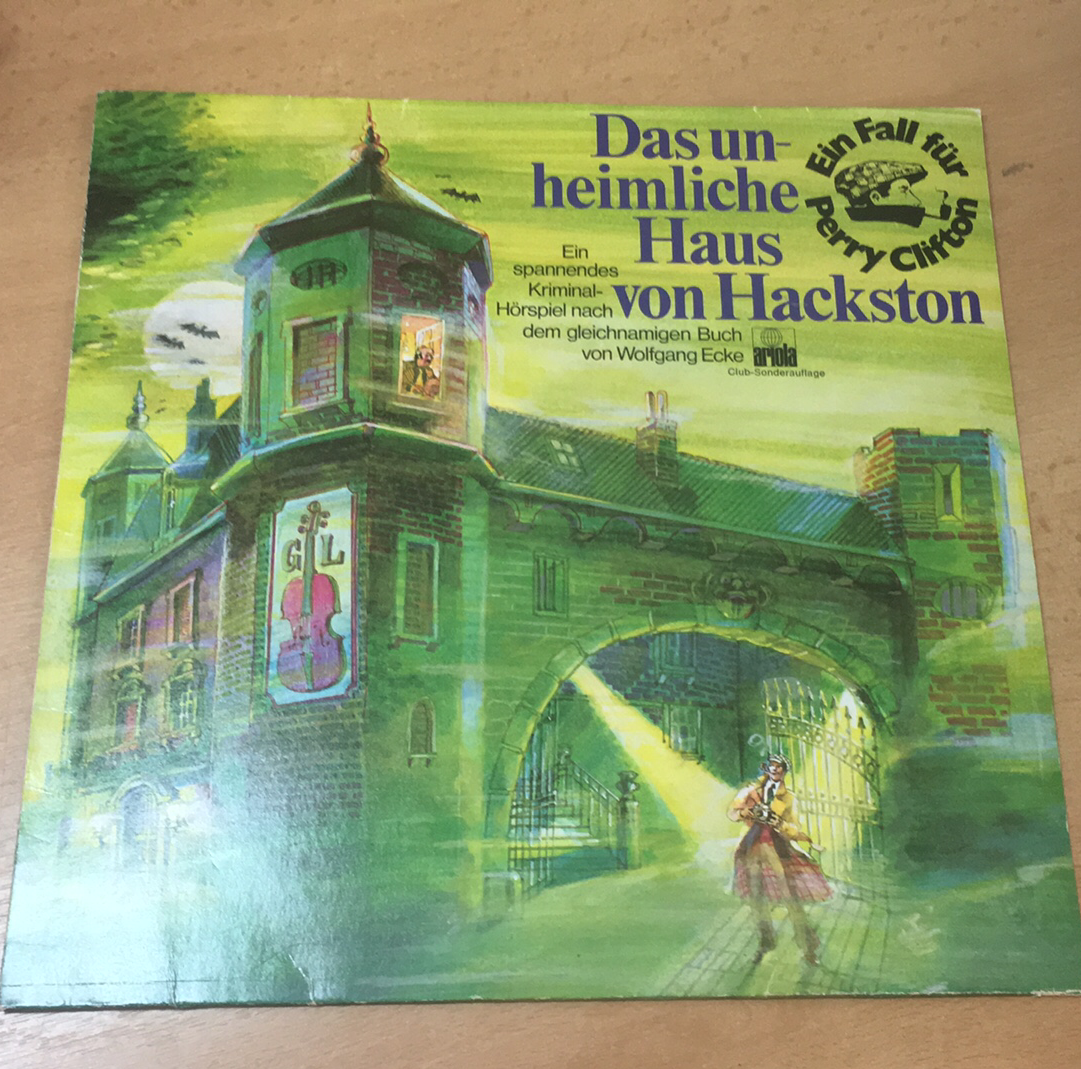 Das un-
heimliche
Haus
von Hackston
Ein Fall für
Perry Clifton
Ein
spannendes
Kriminal-
Hörspiel nach
dem gleichnamigen Buch
von Wolfgang Ecke
ariola
Club-Sonderauflage
G L